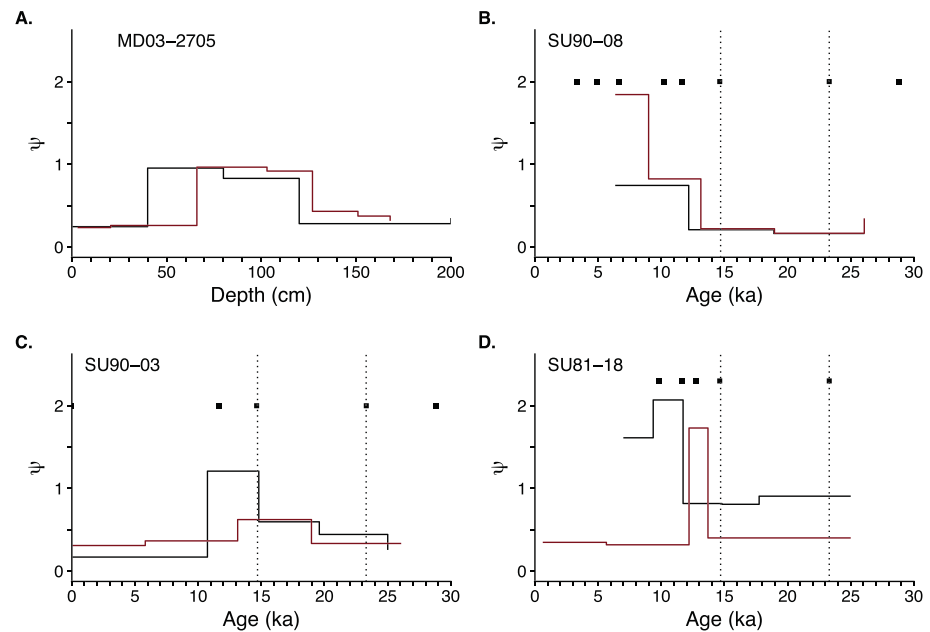 A.
MD03–2705
ψ
2
1
0
0 50 100 150 200
Depth (cm)
B.
SU90–08
ψ
2
1
0
0 5 10 15 20 25 30
Age (ka)
C.
SU90–03
ψ
2
1
0
0 5 10 15 20 25 30
Age (ka)
D.
SU81–18
ψ
2
1
0
0 5 10 15 20 25 30
Age (ka)